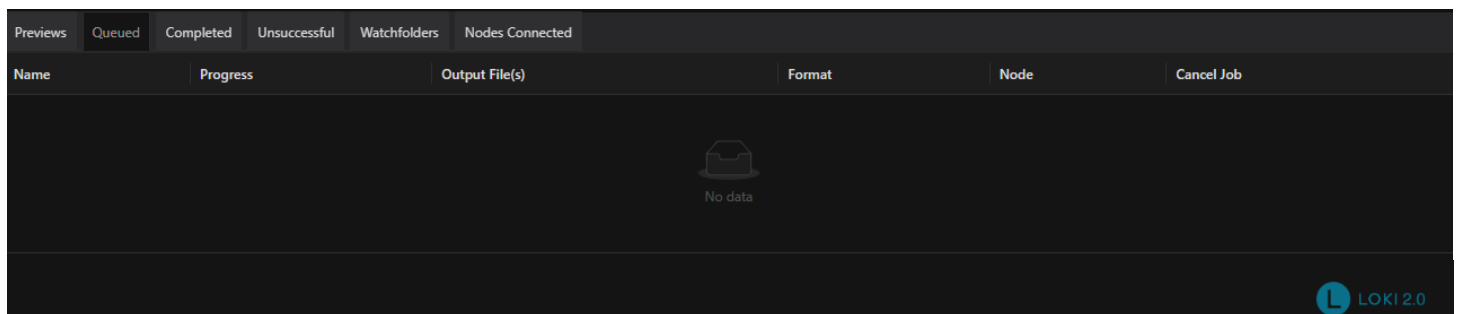 Previews Queued Completed Unsuccessful Watchfolders Nodes Connected
Name Progress Output File(s) Format Node Cancel Job
No data
L LOKI 2.0